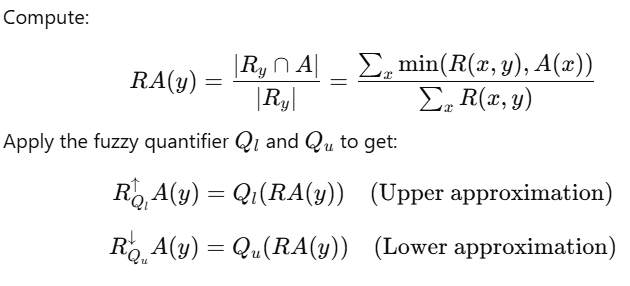 Compute:
RA(y) = |R_y ∩ A| / |R_y| = ∑_x min(R(x, y), A(x)) / ∑_x R(x, y)
Apply the fuzzy quantifier Q_l and Q_u to get:
R^↑_{Q_l} A(y) = Q_l(RA(y)) (Upper approximation)
R^↓_{Q_u} A(y) = Q_u(RA(y)) (Lower approximation)